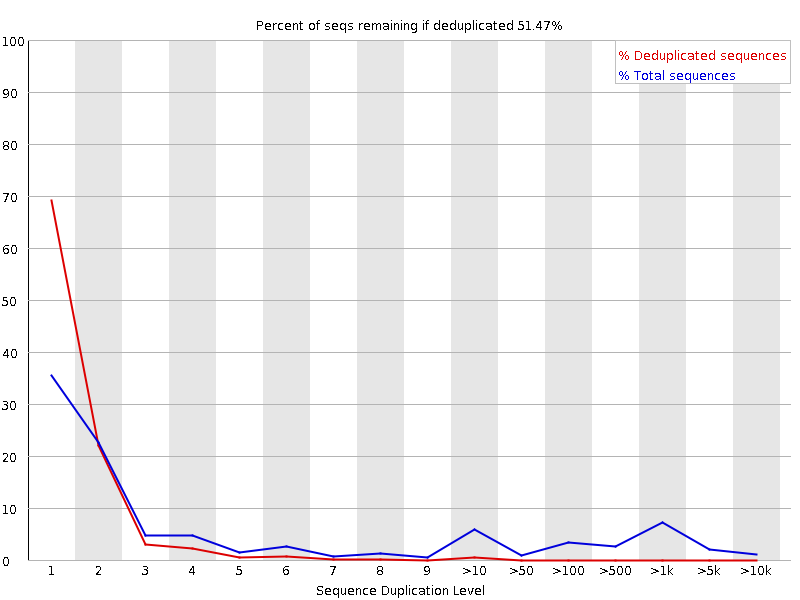 Percent of seqs remaining if deduplicated 51.47%
% Deduplicated sequences
% Total sequences
100
90
80
70
60
50
40
30
20
10
0
1 2 3 4 5 6 7 8 9 >10 >50 >100 >500 >1k >5k >10k
Sequence Duplication Level